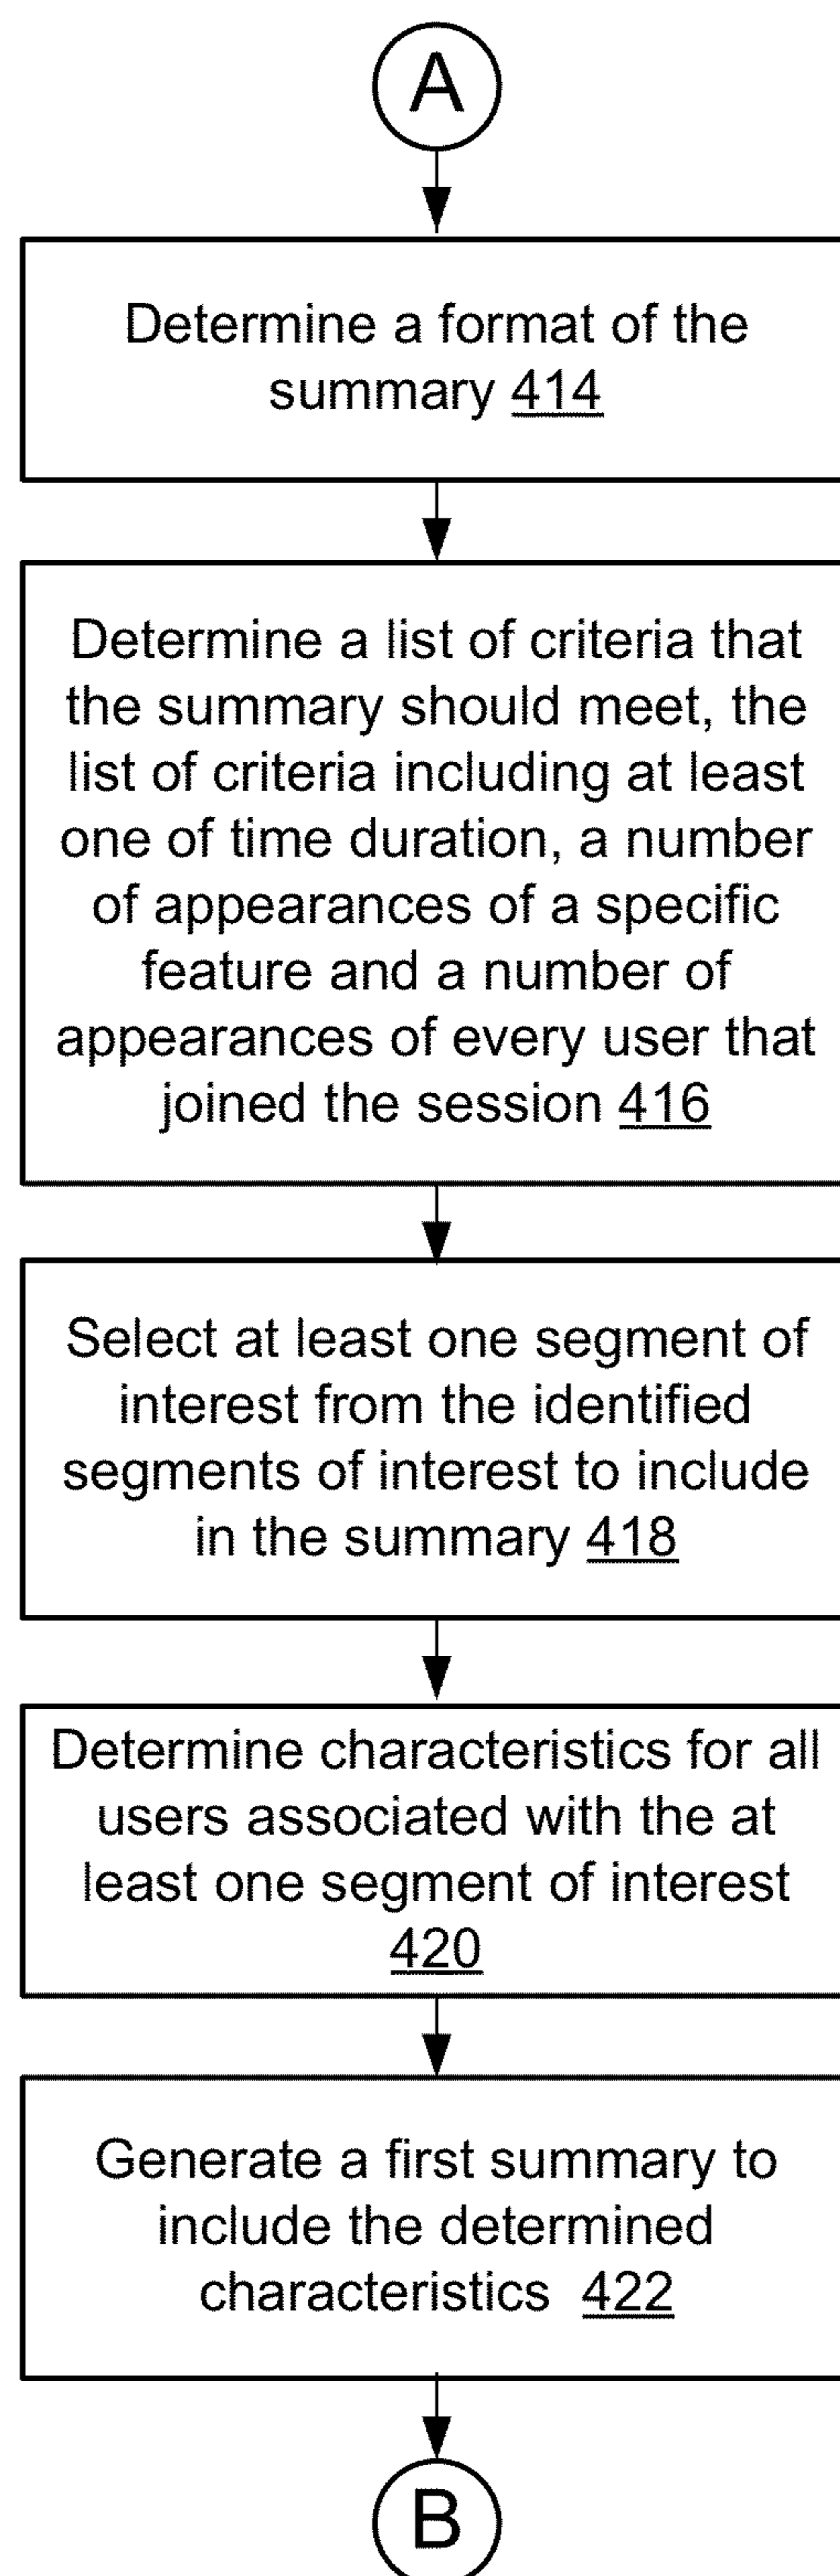 A
Determine a format of the
summary 414
Determine a list of criteria that
the summary should meet, the
list of criteria including at least
one of time duration, a number
of appearances of a specific
feature and a number of
appearances of every user that
joined the session 416
Select at least one segment of
interest from the identified
segments of interest to include
in the summary 418
Determine characteristics for all
users associated with the at
least one segment of interest
420
Generate a first summary to
include the determined
characteristics 422
B